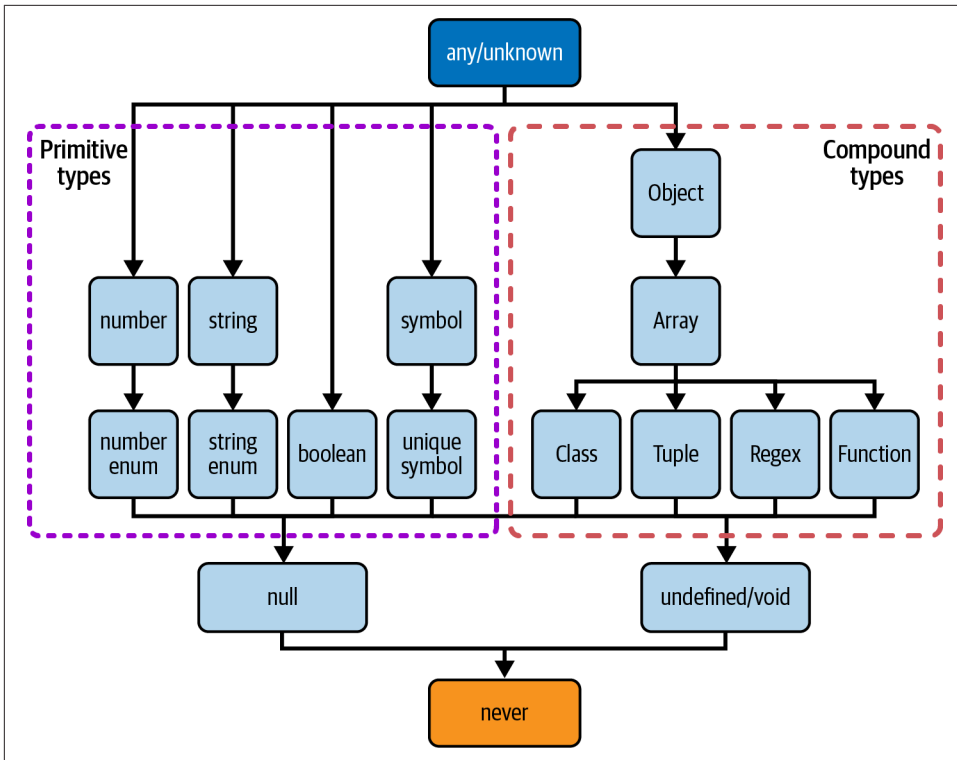 any/unknown
Primitive
types
Compound
types
Object
number
string
symbol
Array
number
enum
string
enum
boolean
unique
symbol
Class
Tuple
Regex
Function
null
undefined/void
never